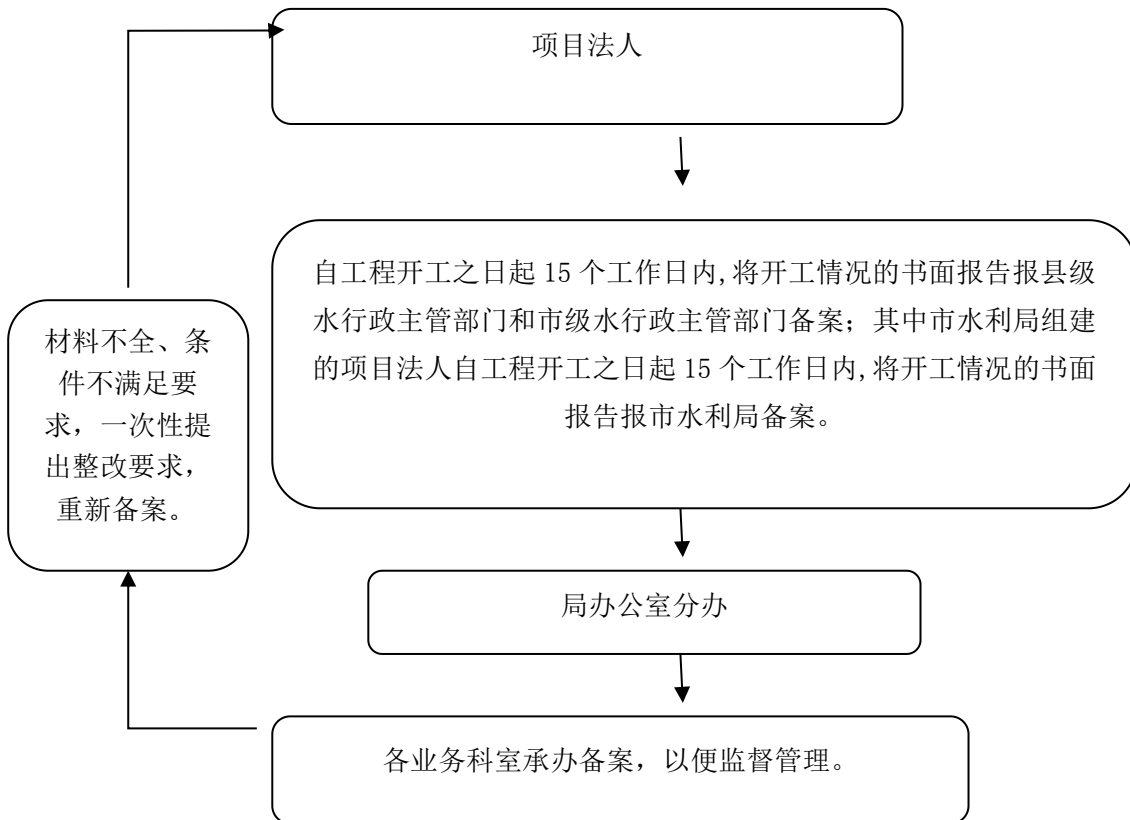 项目法人
自工程开工之日起 15 个工作日内,将开工情况的书面报告报县级
水行政主管部门和市级水行政主管部门备案；其中市水利局组建
的项目法人自工程开工之日起 15 个工作日内,将开工情况的书面
报告报市水利局备案。
材料不全、条
件不满足要
求，一次性提
出整改要求，
重新备案。
局办公室分办
各业务科室承办备案，以便监督管理。